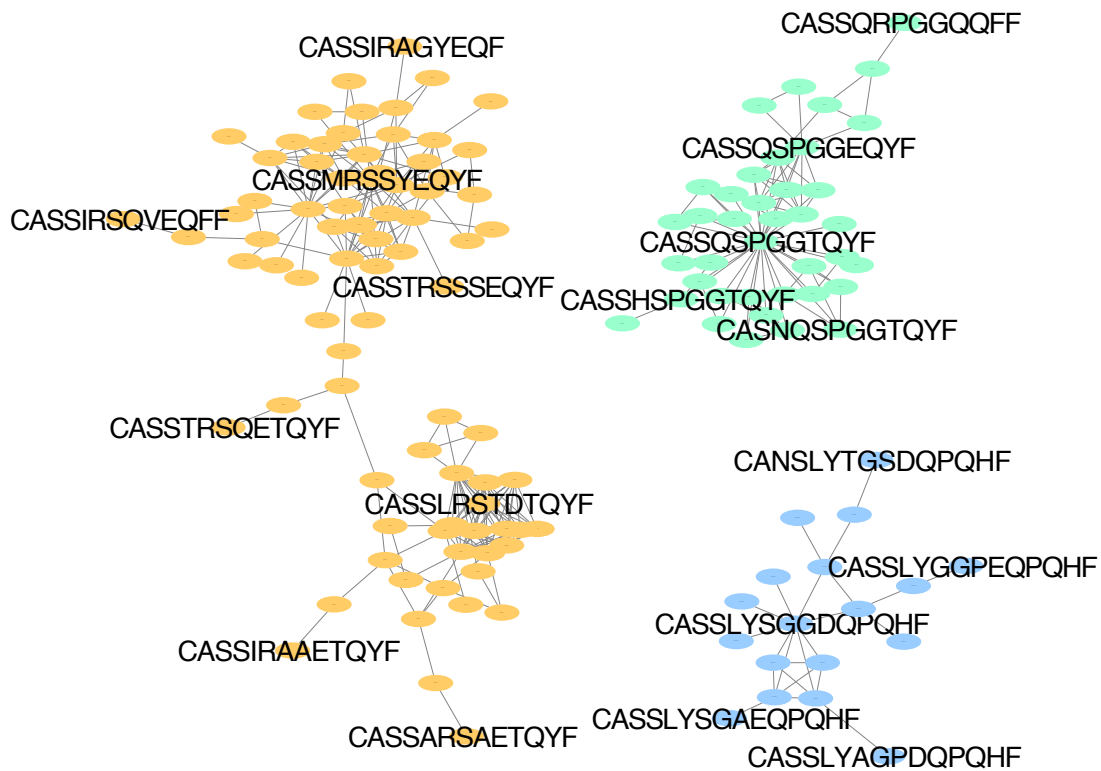 CASSQRPGGQQFF
CASSIRAGYEQF
CASSQSPGGEQYF
CASSMRSSYEQYF
CASSIRSQVEQFF
CASSQSPGGTQYF
CASSTRSSSEQYF
CASSHSPGGTQYF
CASNQSPGGTQYF
CASSTRSQETQYF
CANSLYTGSDQPQHF
CASSLRSTDTQYF
CASSLYGGPEQPQHF
CASSLYSGGDQPQHF
CASSIRAAETQYF
CASSLYSGAEQPQHF
CASSARSAETQYF
CASSLYAGPDQPQHF